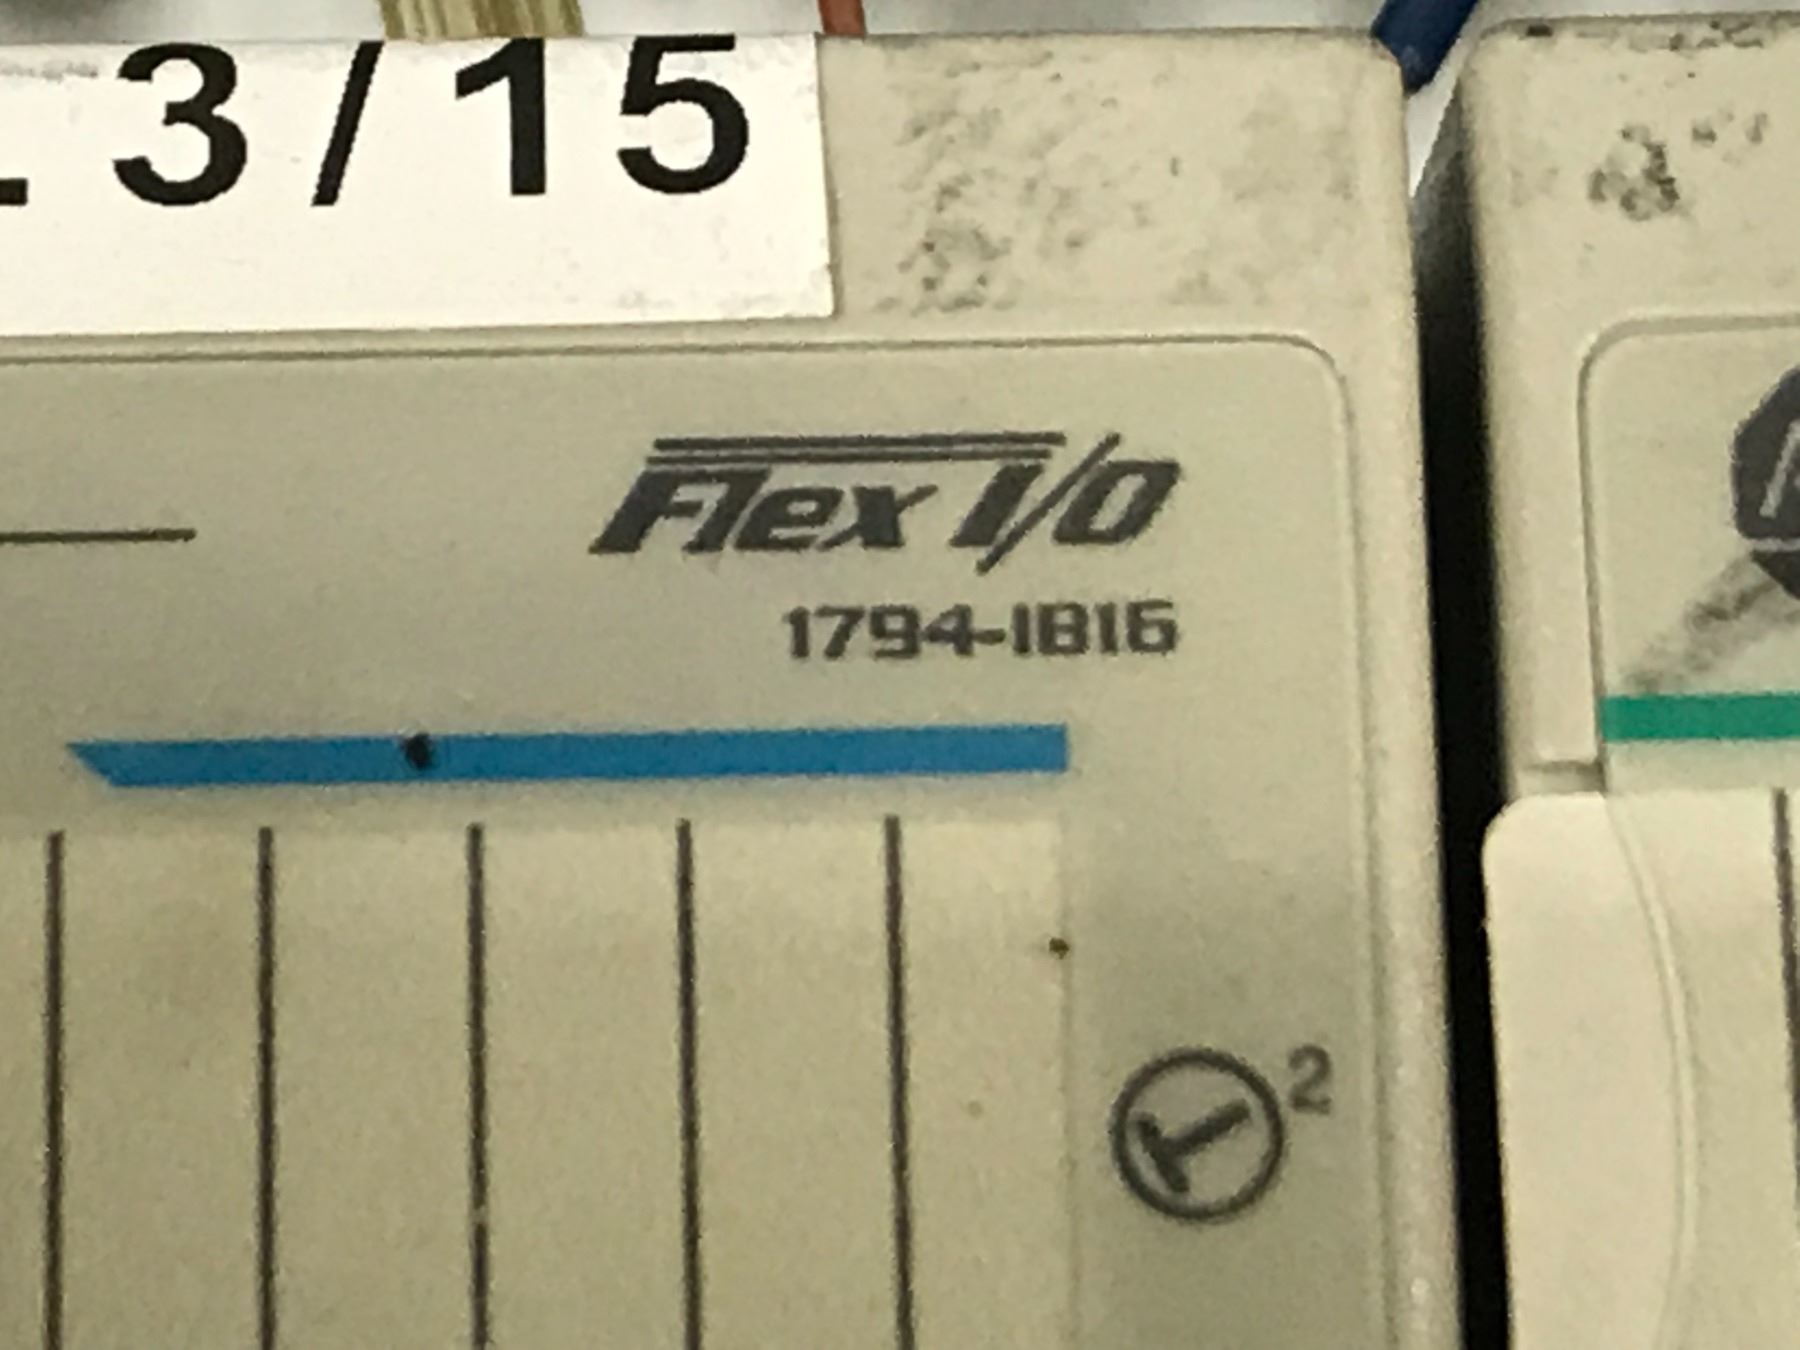 . 3/15
Flex I/O
1794-IB16
2